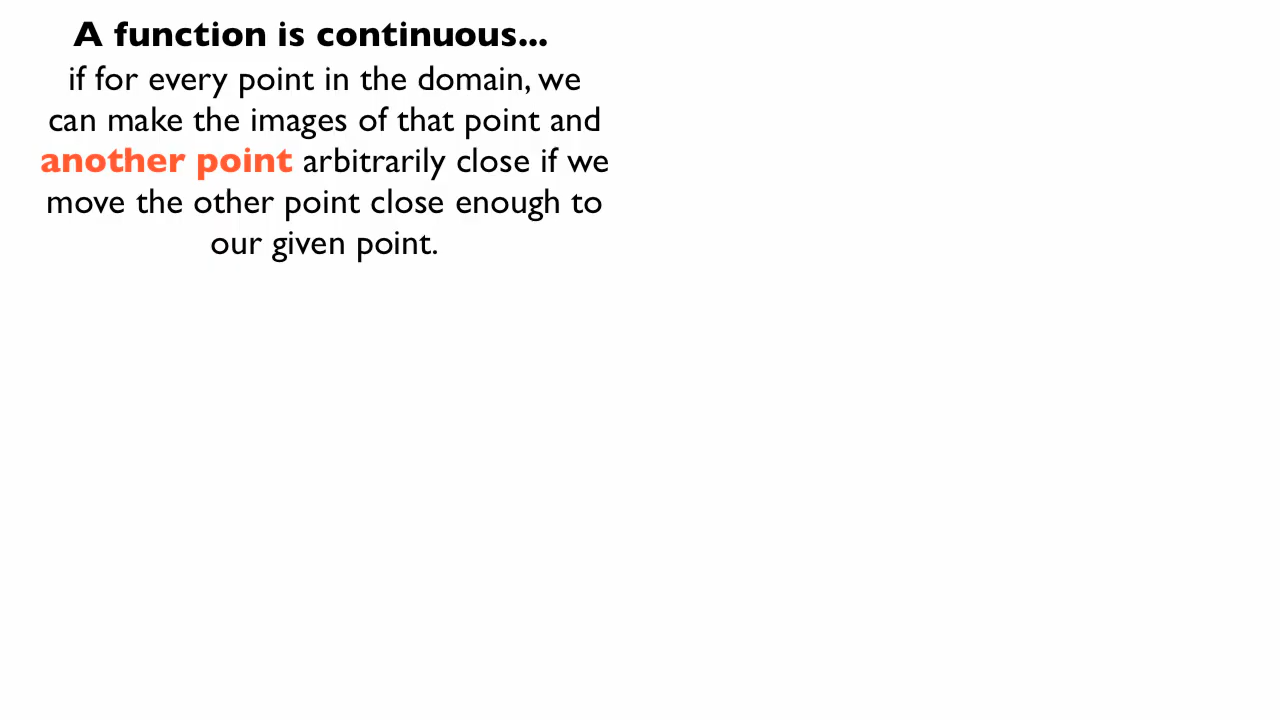 A function is continuous...
if for every point in the domain, we
can make the images of that point and
another point arbitrarily close if we
move the other point close enough to
our given point.